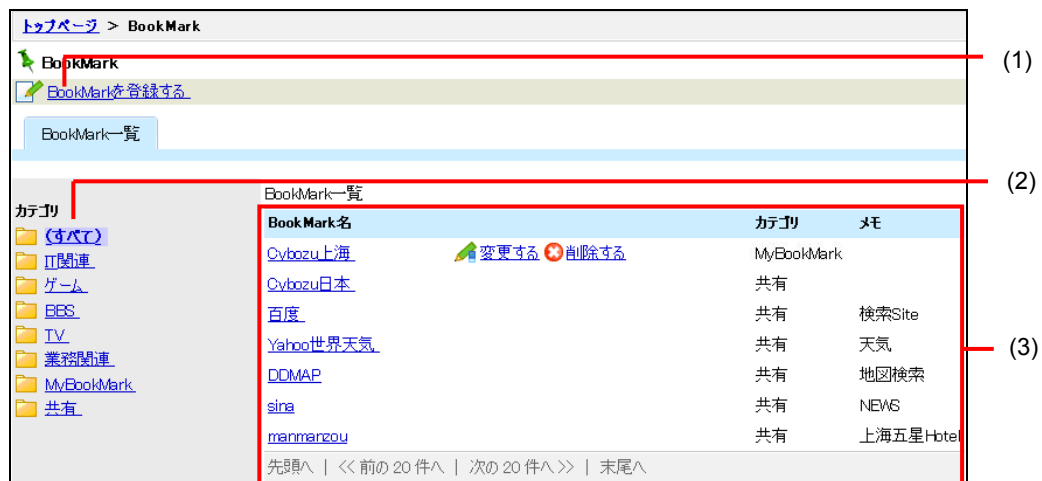 トップページ > BookMark
BookMark
(1)
BookMarkを登録する
BookMark一覧
(2)
カテゴリ
(すべて)
IT関連
ゲーム
BBS
TV
業務関連
MyBookMark
共有
BookMark一覧
BookMark名 カテゴリ メモ
Cybozu上海 変更する 削除する MyBookMark
Cybozu日本 共有
百度 共有 検索Site
Yahoo世界天気 共有 天気
(3)
DDMAP 共有 地図検索
sina 共有 NEWS
manmanzou 共有 上海五星Hotel
先頭へ | << 前の 20 件へ | 次の 20 件へ >> | 末尾へ